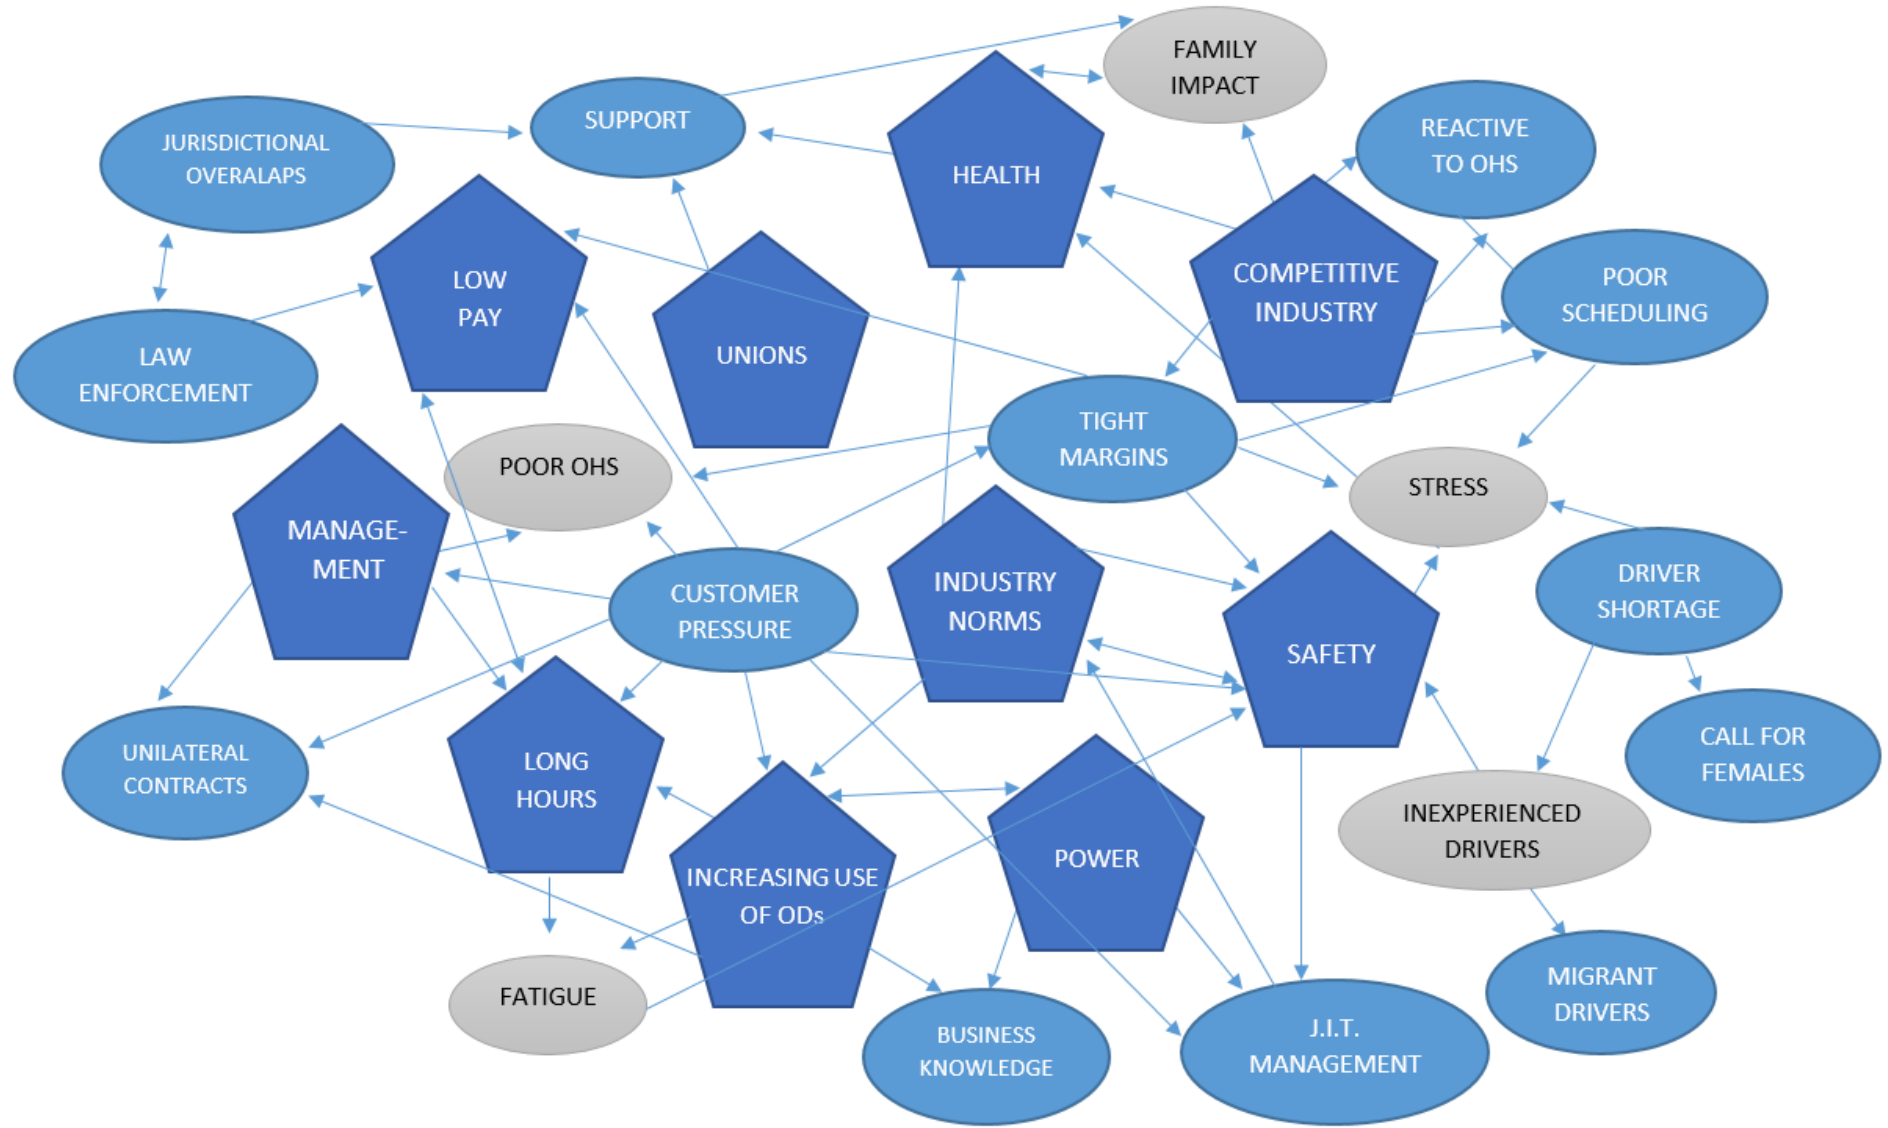 FAMILY
IMPACT
SUPPORT
REACTIVE
TO OHS
JURISDICTIONAL
OVERALAPS
HEALTH
LOW
PAY
COMPETITIVE
INDUSTRY
POOR
SCHEDULING
UNIONS
LAW
ENFORCEMENT
TIGHT
MARGINS
POOR OHS
STRESS
MANAGE-
MENT
CUSTOMER
PRESSURE
INDUSTRY
NORMS
SAFETY
DRIVER
SHORTAGE
UNILATERAL
CONTRACTS
LONG
HOURS
CALL FOR
FEMALES
INCREASING USE
OF ODs
POWER
INEXPERIENCED
DRIVERS
FATIGUE
BUSINESS
KNOWLEDGE
J.I.T.
MANAGEMENT
MIGRANT
DRIVERS